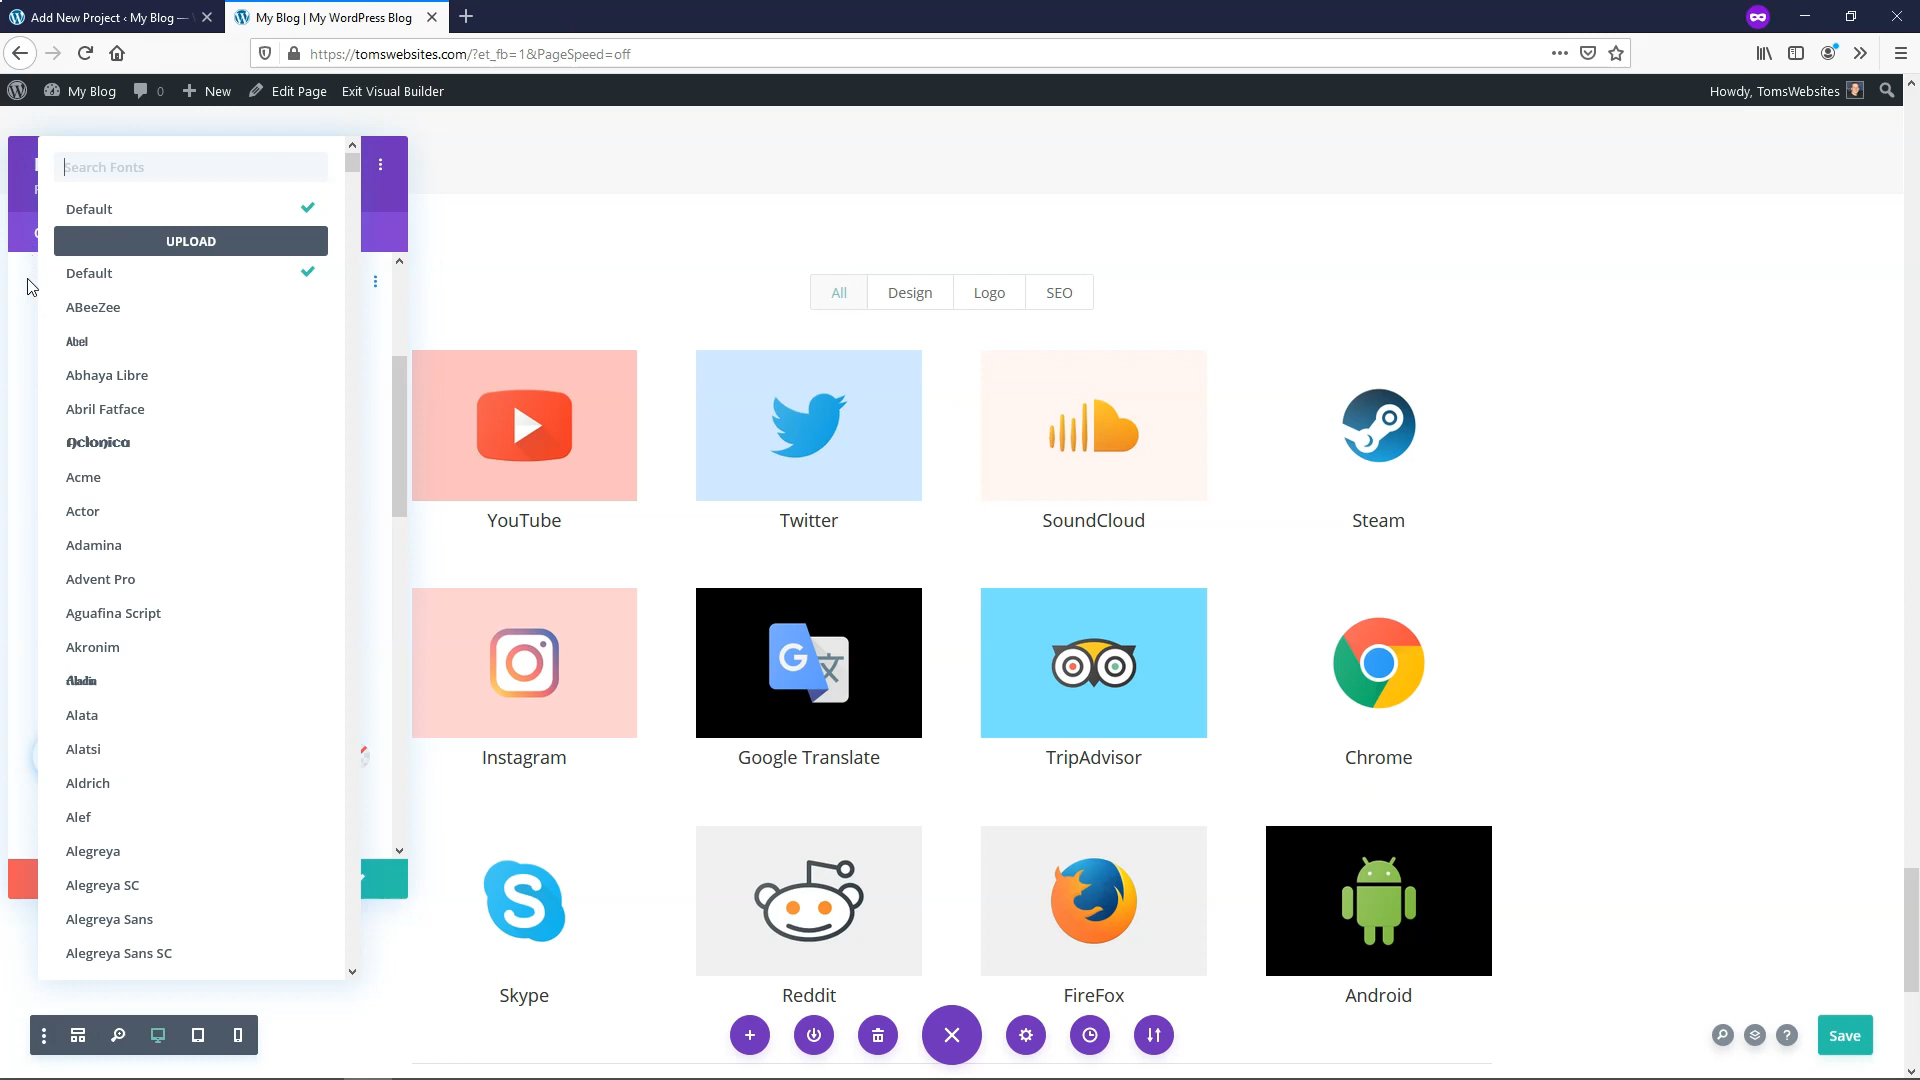 Add New Project ‹ My Blog —
My Blog | My WordPress Blog
https://tomswebsites.com/?et_fb=1&PageSpeed=off
My Blog
0
New
Edit Page
Exit Visual Builder
Howdy, TomsWebsites
Search Fonts
Default
UPLOAD
Default
ABeeZee
Abel
Abhaya Libre
Abril Fatface
Aclonica
Acme
Actor
Adamina
Advent Pro
Aguafina Script
Akronim
Aladin
Alata
Alatsi
Aldrich
Alef
Alegreya
Alegreya SC
Alegreya Sans
Alegreya Sans SC
All
Design
Logo
SEO
YouTube
Twitter
SoundCloud
Steam
G
Instagram
Google Translate
TripAdvisor
Chrome
S
Skype
Reddit
FireFox
Android
?
Save